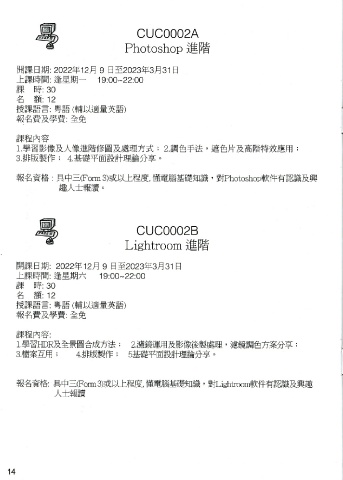 CUC0002A
Photoshop 進階
開課日期: 2022年12月 9 日至2023年3月31日
上課時間: 逢星期一 19:00~22:00
課 時: 30
名 額: 12
授課語言: 粵語 (輔以適量英語)
報名費及學費: 全免
課程內容
1.學習影像及人像進階修圖及處理方式； 2.調色手法，遮色片及高階特效應用；
3.排版製作； 4.基礎平面設計理論分享。
報名資格：具中三(Form 3)或以上程度, 懂電腦基礎知識，對Photoshop軟件有認識及興
趣人士報讀。
CUC0002B
Lightroom 進階
開課日期: 2022年12月 9 日至2023年3月31日
上課時間: 逢星期六 19:00~22:00
課 時: 30
名 額: 12
授課語言: 粵語 (輔以適量英語)
報名費及學費: 全免
課程內容:
1.學習HDR及全景圖合成方法； 2.濾鏡運用及影像後製處理，濾鏡調色方案分享；
3.檔案互用； 4.排版製作； 5基礎平面設計理論分享。
報名資格: 具中三(Form 3)或以上程度, 懂電腦基礎知識，對Lightroom軟件有認識及興趣
人士報讀
14